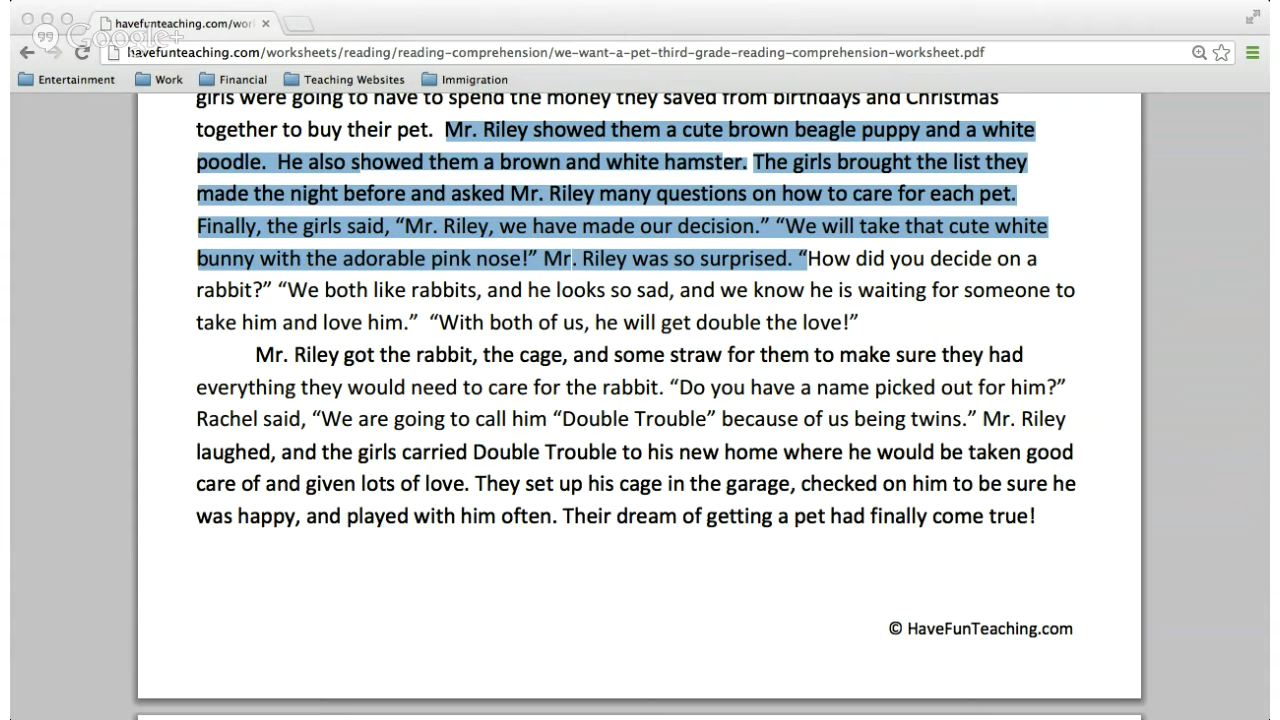 havefunteaching.com/wor
Google+
havefunteaching.com/worksheets/reading/reading-comprehension/we-want-a-pet-third-grade-reading-comprehension-worksheet.pdf
Entertainment Work Financial Teaching Websites Immigration
girls were going to have to spend the money they saved from birthdays and Christmas
together to buy their pet.  Mr. Riley showed them a cute brown beagle puppy and a white
poodle.  He also showed them a brown and white hamster. The girls brought the list they
made the night before and asked Mr. Riley many questions on how to care for each pet.
Finally, the girls said, “Mr. Riley, we have made our decision.” “We will take that cute white
bunny with the adorable pink nose!” Mr. Riley was so surprised. “How did you decide on a
rabbit?” “We both like rabbits, and he looks so sad, and we know he is waiting for someone to
take him and love him.”  “With both of us, he will get double the love!”
Mr. Riley got the rabbit, the cage, and some straw for them to make sure they had
everything they would need to care for the rabbit. “Do you have a name picked out for him?”
Rachel said, “We are going to call him “Double Trouble” because of us being twins.” Mr. Riley
laughed, and the girls carried Double Trouble to his new home where he would be taken good
care of and given lots of love. They set up his cage in the garage, checked on him to be sure he
was happy, and played with him often. Their dream of getting a pet had finally come true!
© HaveFunTeaching.com